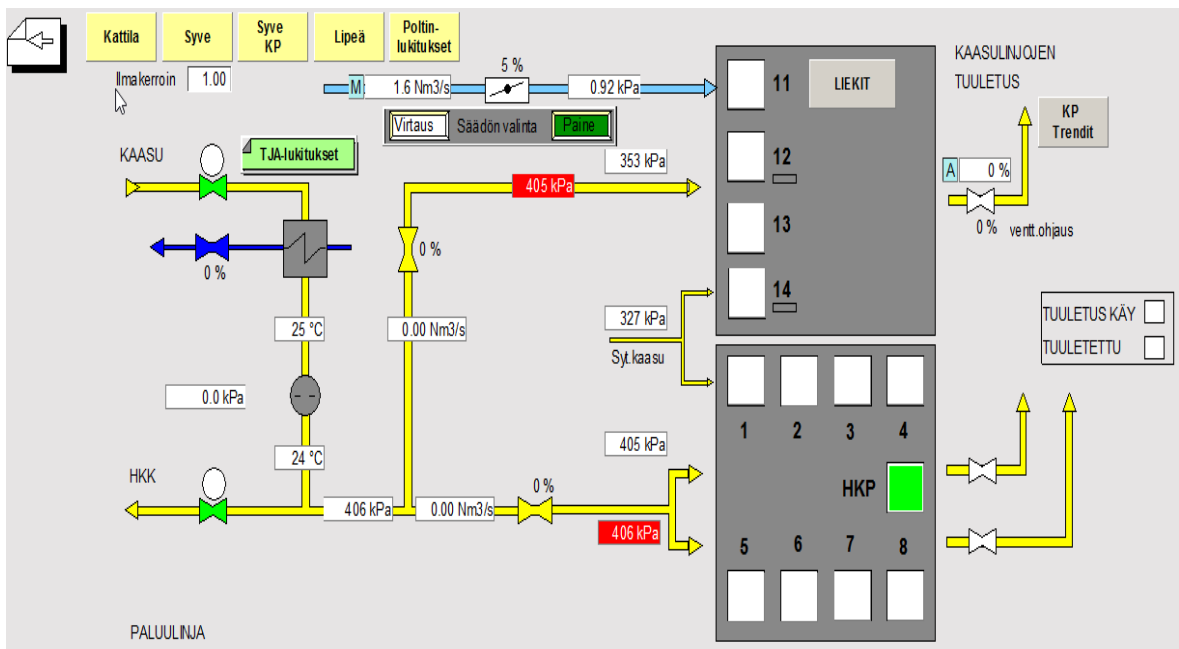 Kattila
Syve
Syve
KP
Lipeä
Poltin-
lukitukset
Ilmakerroin 1.00
M 1.6 Nm3/s
5 %
0.92 kPa
Virtaus Säädön valinta Paine
11
LIEKIT
KAASULINJOJEN
TUULETUS
KP
Trendit
KAASU
TJA-lukitukset
353 kPa
405 kPa
12
A 0 %
13
0 % ventt.ohjaus
0 %
0 %
14
25 °C
0.00 Nm3/s
327 kPa
Syt.kaasu
TUULETUS KÄY
TUULETETTU
0.0 kPa
24 °C
1 2 3 4
405 kPa
HKK
0 %
HKP
406 kPa
0.00 Nm3/s
406 kPa
5 6 7 8
PALUULINJA